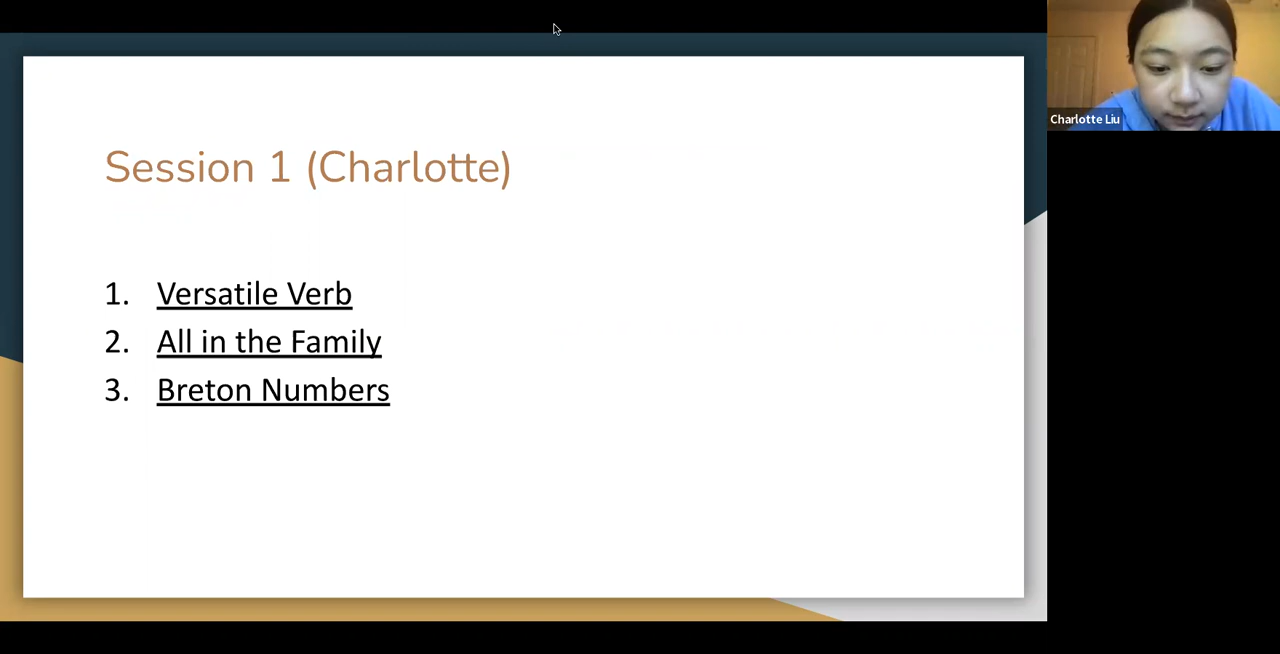 Session 1 (Charlotte)
1. Versatile Verb
2. All in the Family
3. Breton Numbers
Charlotte Liu